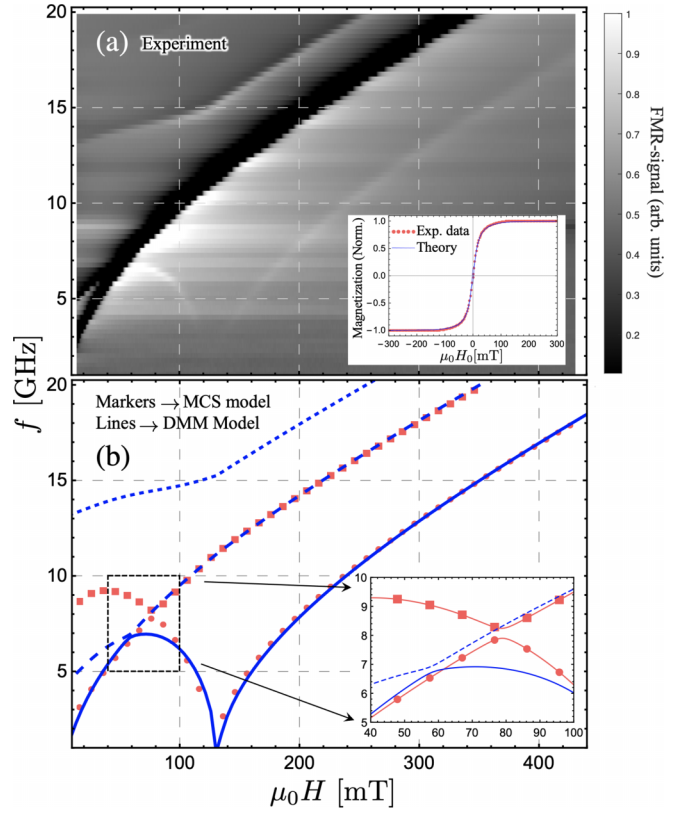 20
(a) Experiment
15
10
5
1
0.9
0.8
0.7
0.6
0.5
0.4
0.3
0.2
FMR-signal (arb. units)
Magnetization (Norm.)
1.0
0.5
0.0
-0.5
-1.0
Exp. data
Theory
-300 -200 -100 0 100 200 300
μ0H0[mT]
f [GHz]
20
Markers → MCS model
Lines → DMM Model
(b)
15
10
5
10
9
8
7
6
5
40 50 60 70 80 90 100
100 200 300 400
μ0H [mT]